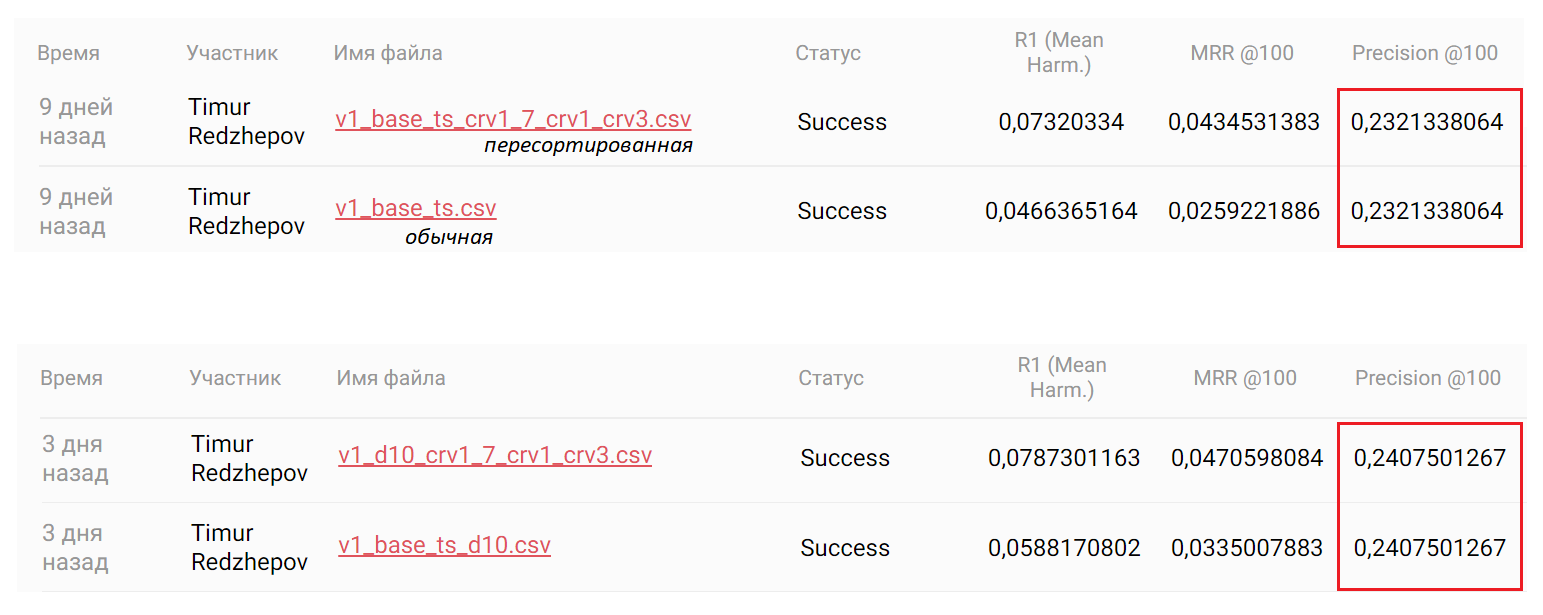 Время Участник Имя файла Статус R1 (Mean Harm.) MRR @100 Precision @100
9 дней назад Timur Redzhepov v1_base_ts_crv1_7_crv1_crv3.csv Success 0,07320334 0,0434531383 0,2321338064
пересортированная
9 дней назад Timur Redzhepov v1_base_ts.csv Success 0,0466365164 0,0259221886 0,2321338064
обычная
Время Участник Имя файла Статус R1 (Mean Harm.) MRR @100 Precision @100
3 дня назад Timur Redzhepov v1_d10_crv1_7_crv1_crv3.csv Success 0,0787301163 0,0470598084 0,2407501267
3 дня назад Timur Redzhepov v1_base_ts_d10.csv Success 0,0588170802 0,0335007883 0,2407501267